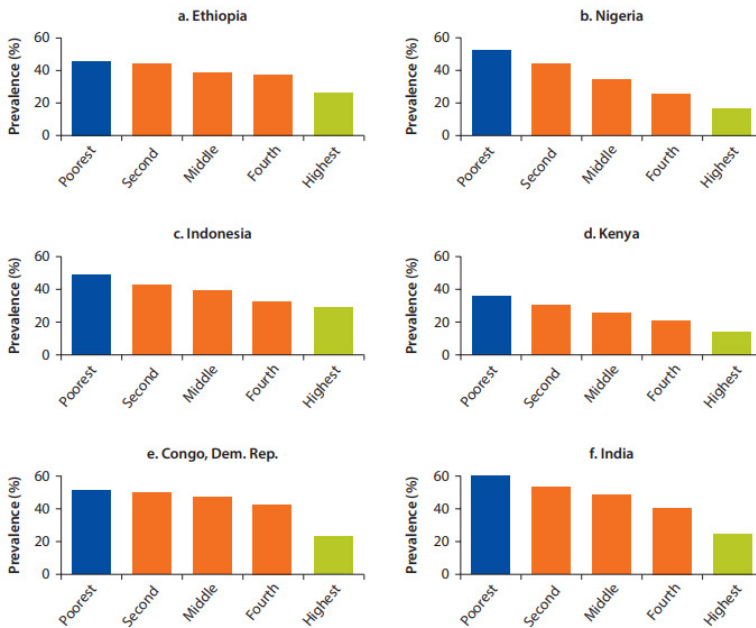 a. Ethiopia
Prevalence (%)
60
40
20
0
Poorest
Second
Middle
Fourth
Highest
b. Nigeria
Prevalence (%)
60
40
20
0
Poorest
Second
Middle
Fourth
Highest
c. Indonesia
Prevalence (%)
60
40
20
0
Poorest
Second
Middle
Fourth
Highest
d. Kenya
Prevalence (%)
60
40
20
0
Poorest
Second
Middle
Fourth
Highest
e. Congo, Dem. Rep.
Prevalence (%)
60
40
20
0
Poorest
Second
Middle
Fourth
Highest
f. India
Prevalence (%)
60
40
20
0
Poorest
Second
Middle
Fourth
Highest